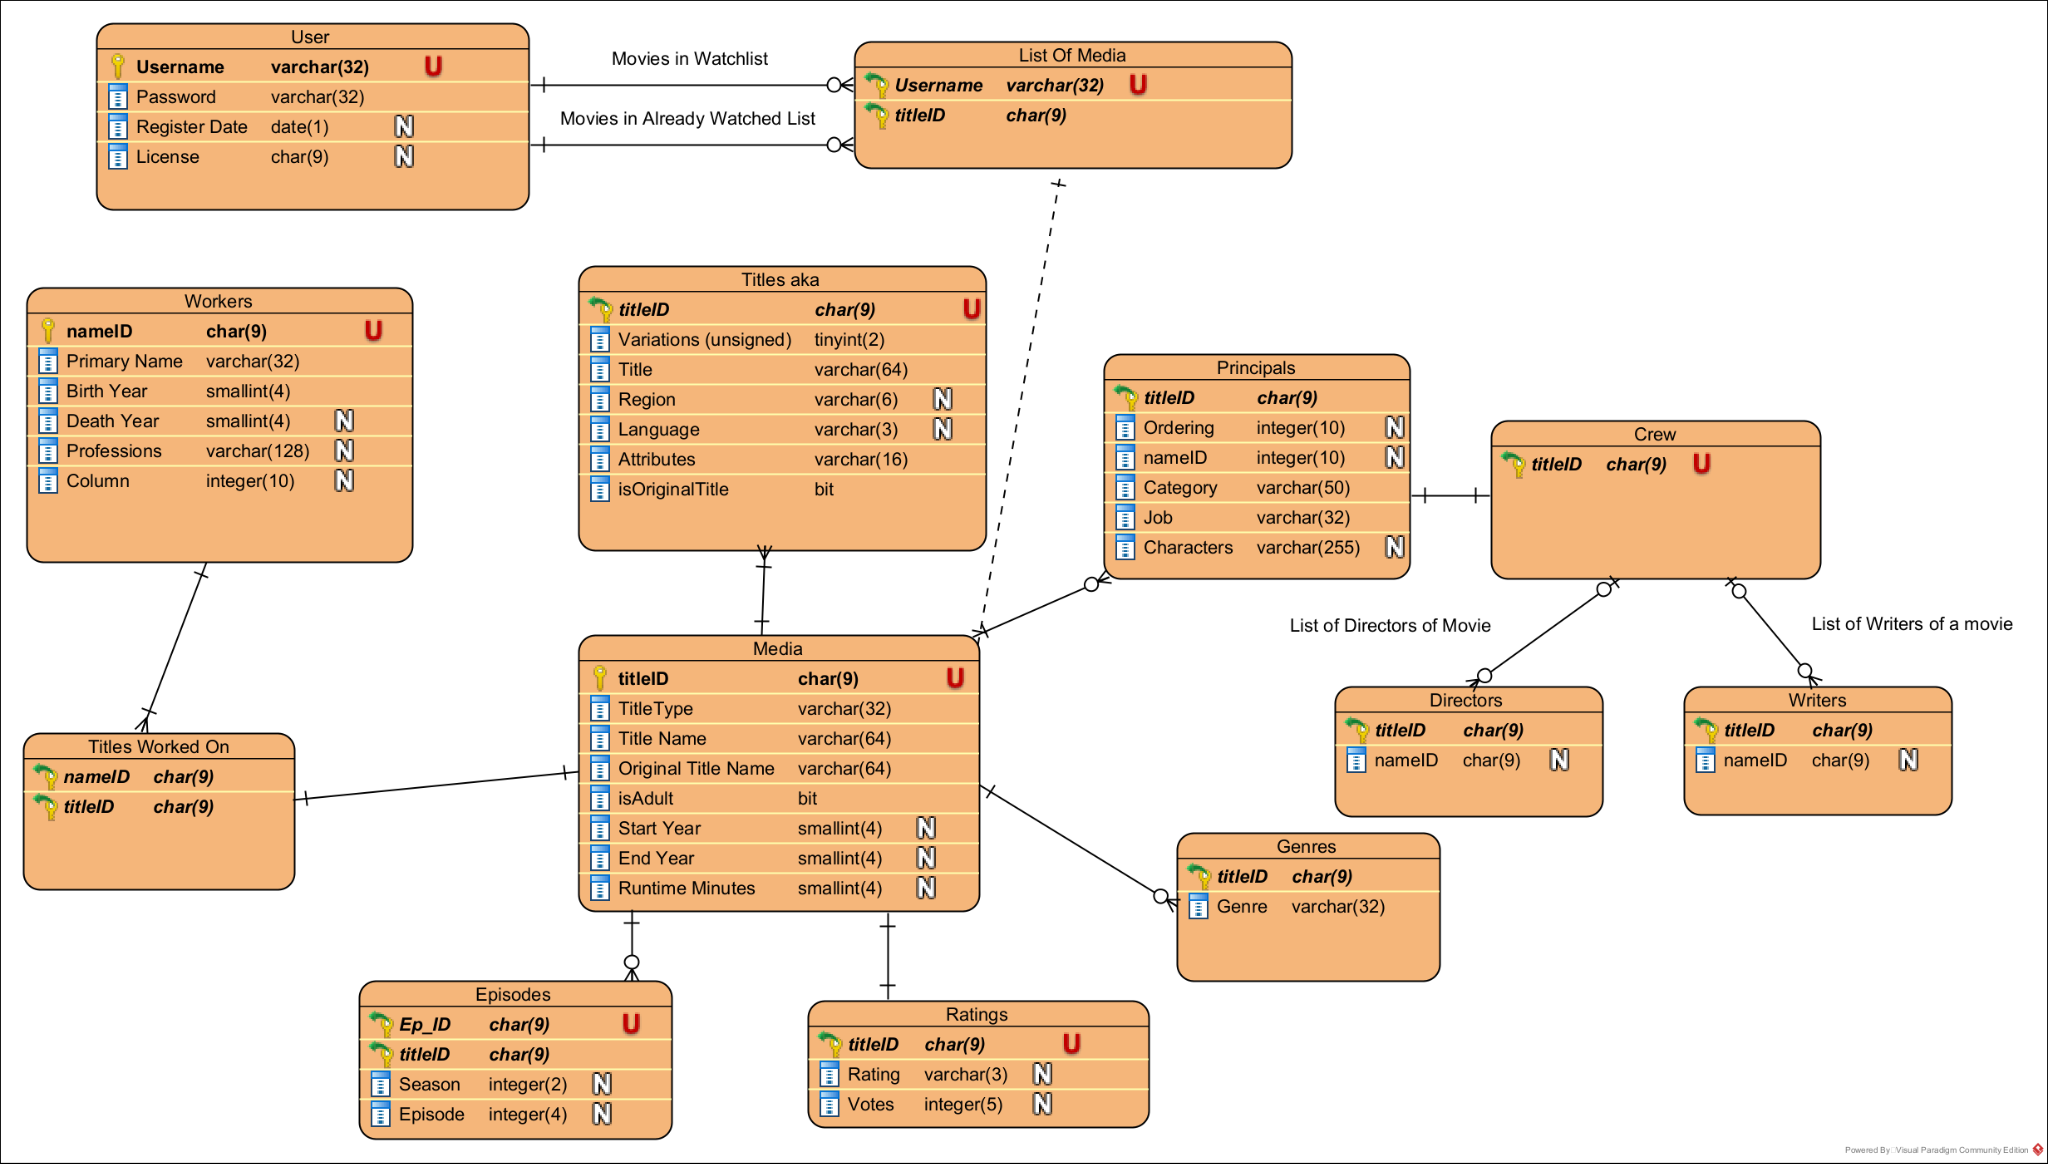 User
Username varchar(32) U
Password varchar(32)
Register Date date(1) N
License char(9) N
Movies in Watchlist
Movies in Already Watched List
List Of Media
Username varchar(32) U
titleID char(9)
Workers
nameID char(9) U
Primary Name varchar(32)
Birth Year smallint(4)
Death Year smallint(4) N
Professions varchar(128) N
Column integer(10) N
Titles aka
titleID char(9) U
Variations (unsigned) tinyint(2)
Title varchar(64)
Region varchar(6) N
Language varchar(3) N
Attributes varchar(16)
isOriginalTitle bit
Principals
titleID char(9)
Ordering integer(10) N
nameID integer(10) N
Category varchar(50)
Job varchar(32)
Characters varchar(255) N
Crew
titleID char(9) U
List of Directors of Movie
List of Writers of a movie
Directors
titleID char(9)
nameID char(9) N
Writers
titleID char(9)
nameID char(9) N
Titles Worked On
nameID char(9)
titleID char(9)
Media
titleID char(9) U
TitleType varchar(32)
Title Name varchar(64)
Original Title Name varchar(64)
isAdult bit
Start Year smallint(4) N
End Year smallint(4) N
Runtime Minutes smallint(4) N
Genres
titleID char(9)
Genre varchar(32)
Episodes
Ep_ID char(9) U
titleID char(9)
Season integer(2) N
Episode integer(4) N
Ratings
titleID char(9) U
Rating varchar(3) N
Votes integer(5) N
Powered By Visual Paradigm Community Edition